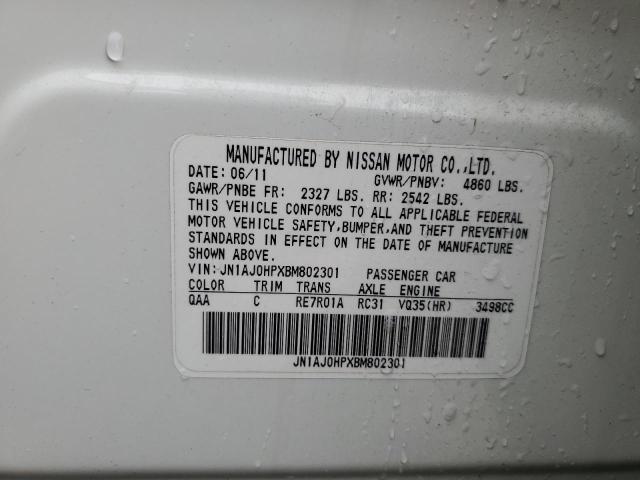 MANUFACTURED BY NISSAN MOTOR CO.,LTD.
DATE: 06/11 GVWR/PNBV: 4860 LBS.
GAWR/PNBE FR: 2327 LBS. RR: 2542 LBS.
THIS VEHICLE CONFORMS TO ALL APPLICABLE FEDERAL
MOTOR VEHICLE SAFETY,BUMPER,AND THEFT PREVENTION
STANDARDS IN EFFECT ON THE DATE OF MANUFACTURE
SHOWN ABOVE.
VIN:JN1AJ0HPXBM802301 PASSENGER CAR
COLOR TRIM TRANS AXLE ENGINE
QAA C RE7R01A RC31 VQ35(HR) 3498CC
JN1AJ0HPXBM802301